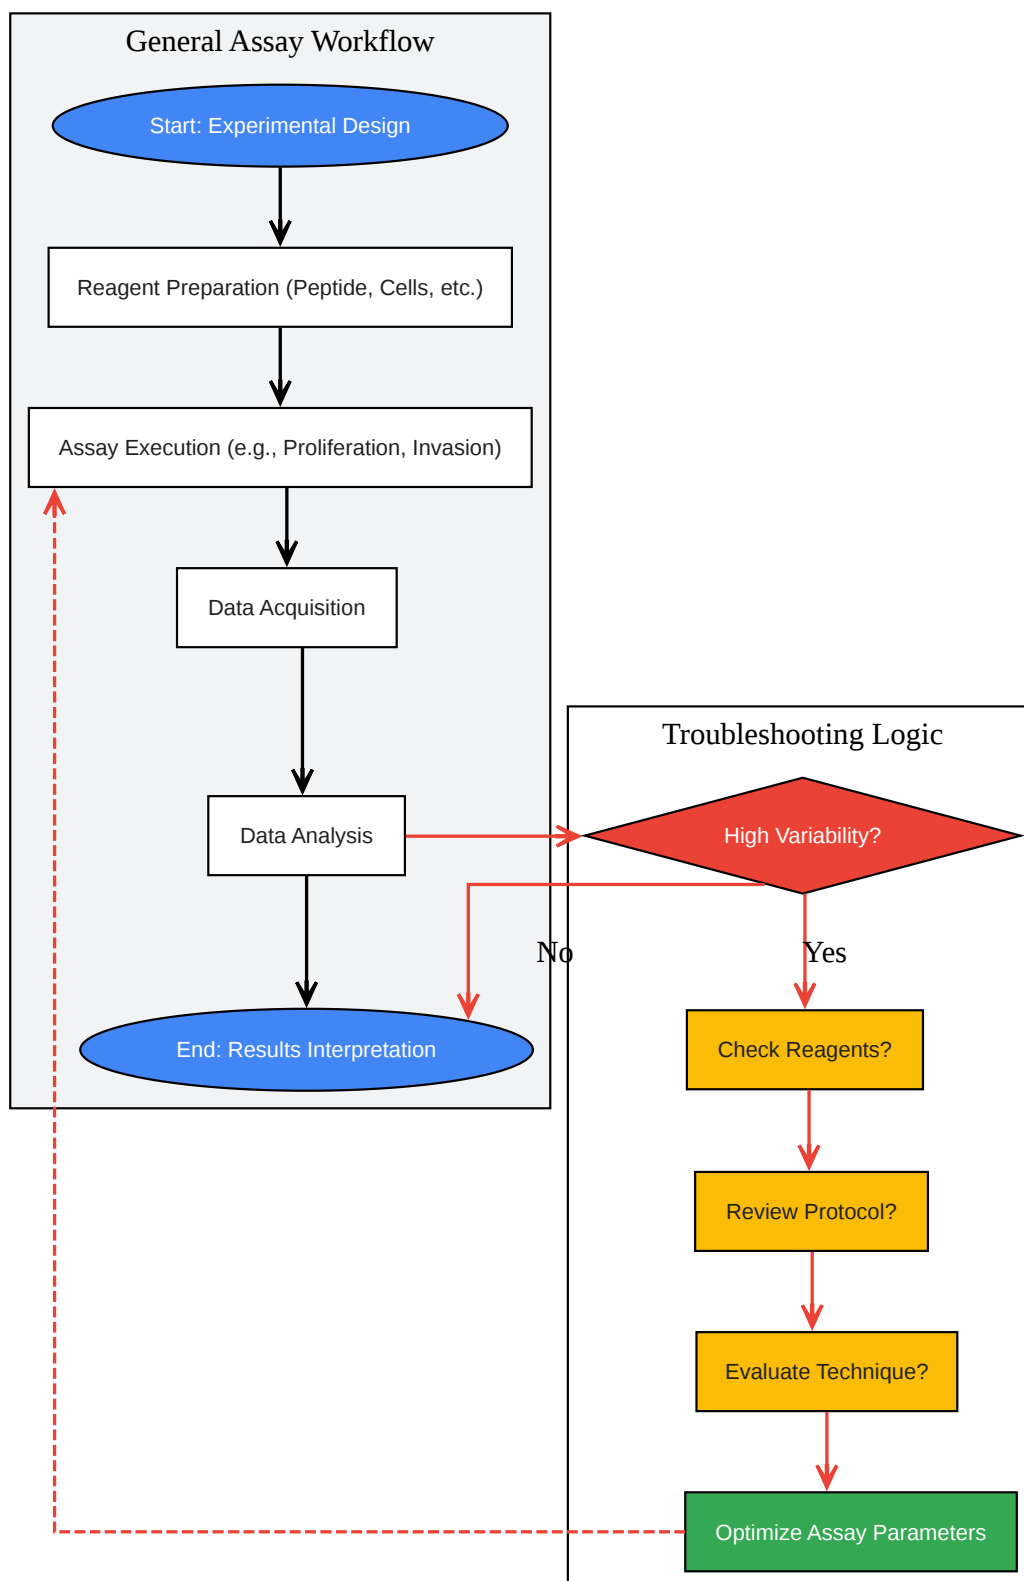 General Assay Workflow
Start: Experimental Design
Reagent Preparation (Peptide, Cells, etc.)
Assay Execution (e.g., Proliferation, Invasion)
Data Acquisition
Data Analysis
End: Results Interpretation
Troubleshooting Logic
High Variability?
No
Yes
Check Reagents?
Review Protocol?
Evaluate Technique?
Optimize Assay Parameters